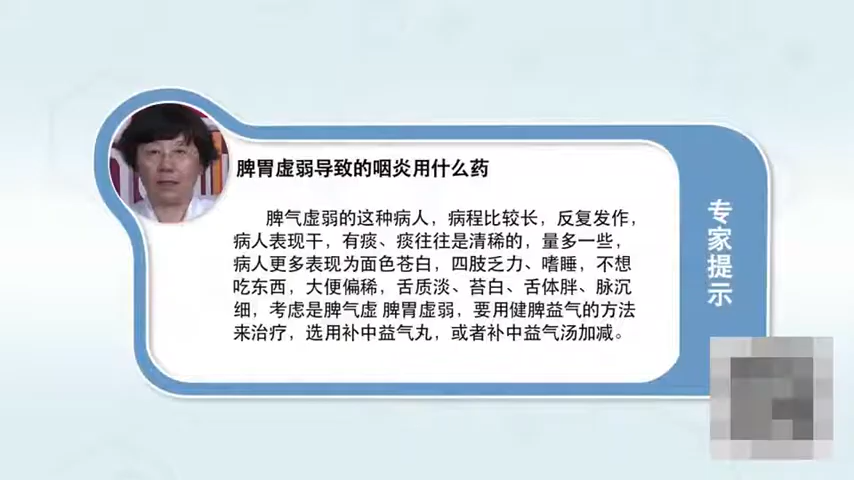 脾胃虚弱导致的咽炎用什么药
脾气虚弱的这种病人，病程比较长，反复发作，
病人表现干，有痰、痰往往是清稀的，量多一些，
病人更多表现为面色苍白，四肢乏力、嗜睡，不想
吃东西，大便偏稀，舌质淡、苔白、舌体胖、脉沉
细，考虑是脾气虚 脾胃虚弱，要用健脾益气的方法
来治疗，选用补中益气丸，或者补中益气汤加减。
专家提示